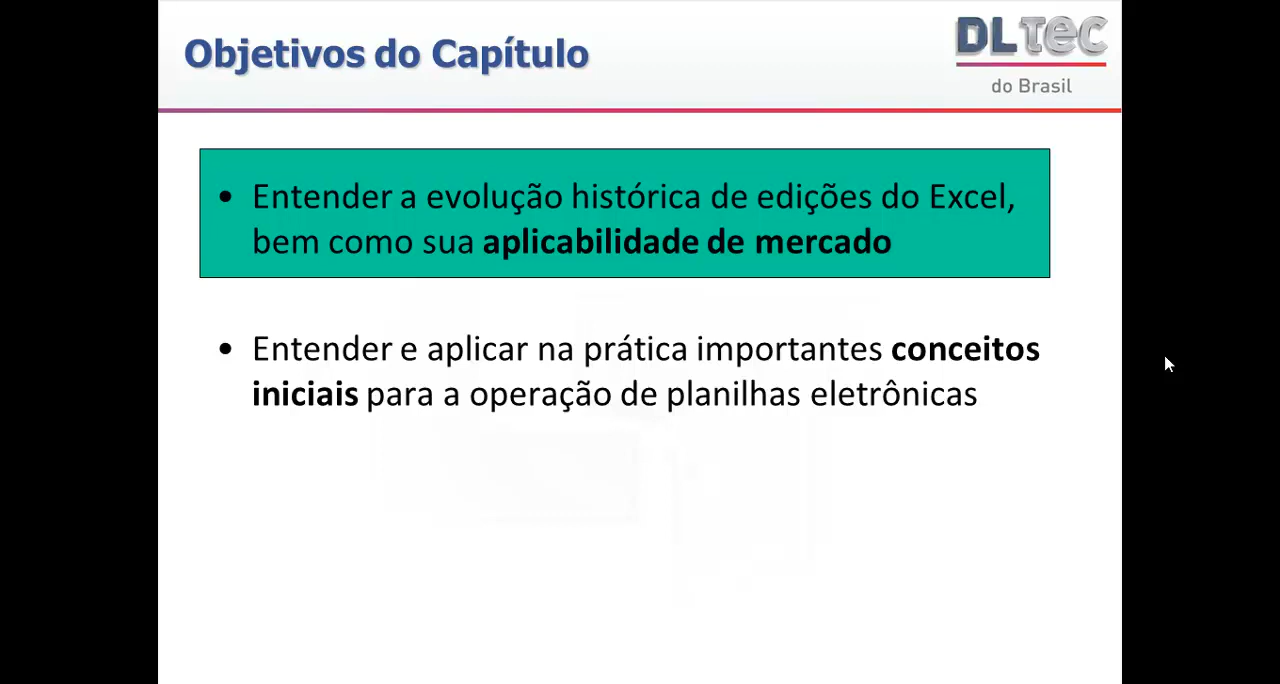 Objetivos do Capítulo
DLTEC
do Brasil
• Entender a evolução histórica de edições do Excel,
bem como sua aplicabilidade de mercado
• Entender e aplicar na prática importantes conceitos
iniciais para a operação de planilhas eletrônicas